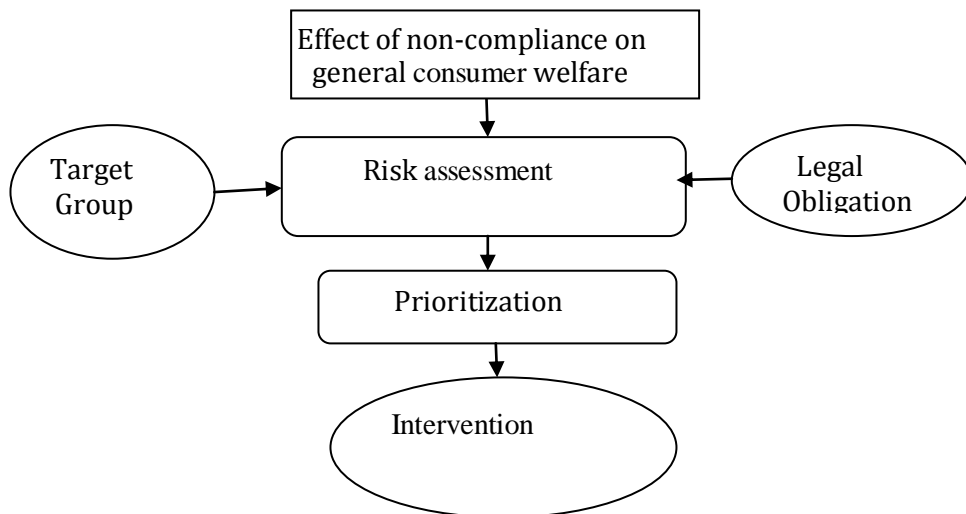 Effect of non-compliance on
general consumer welfare
Target
Group
Risk assessment
Legal
Obligation
Prioritization
Intervention